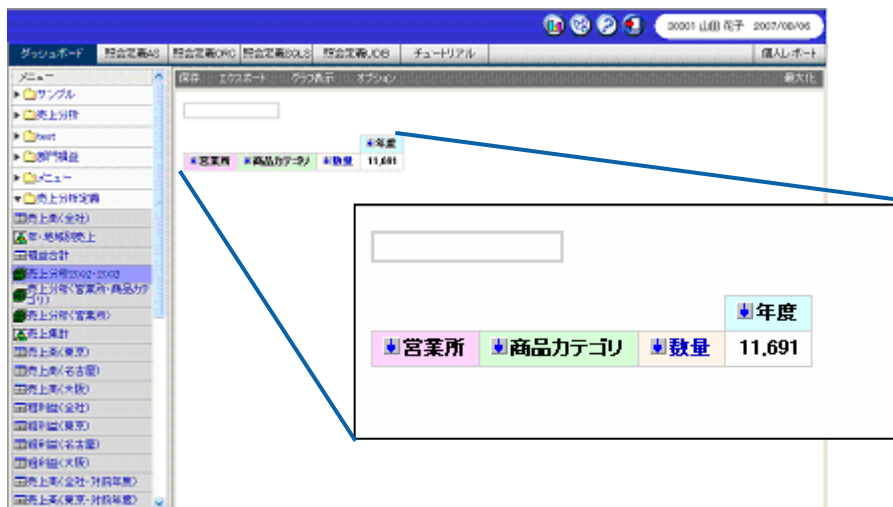 00001 山田 花子 2007/08/06
ダッシュボード 照会定義AS 照会定義ORC 照会定義SQLS 照会定義UDB チュートリアル 個人レポート
メニュー
保存 エクスポート グラフ表示 オプション 最大化
サンプル
売上分析
test
部門損益
メニュー
売上分析定義
売上高(全社)
年・地域別売上
損益合計
売上分析2002-2003
売上分析(営業所・商品カテゴリ)
売上分析(営業所)
売上集計
売上高(東京)
売上高(名古屋)
売上高(大阪)
粗利益(全社)
粗利益(東京)
粗利益(名古屋)
粗利益(大阪)
売上高(全社-対前年度)
売上高(東京-対前年度)
年度
営業所 商品カテゴリ 数量 11,691
年度
営業所 商品カテゴリ 数量 11,691